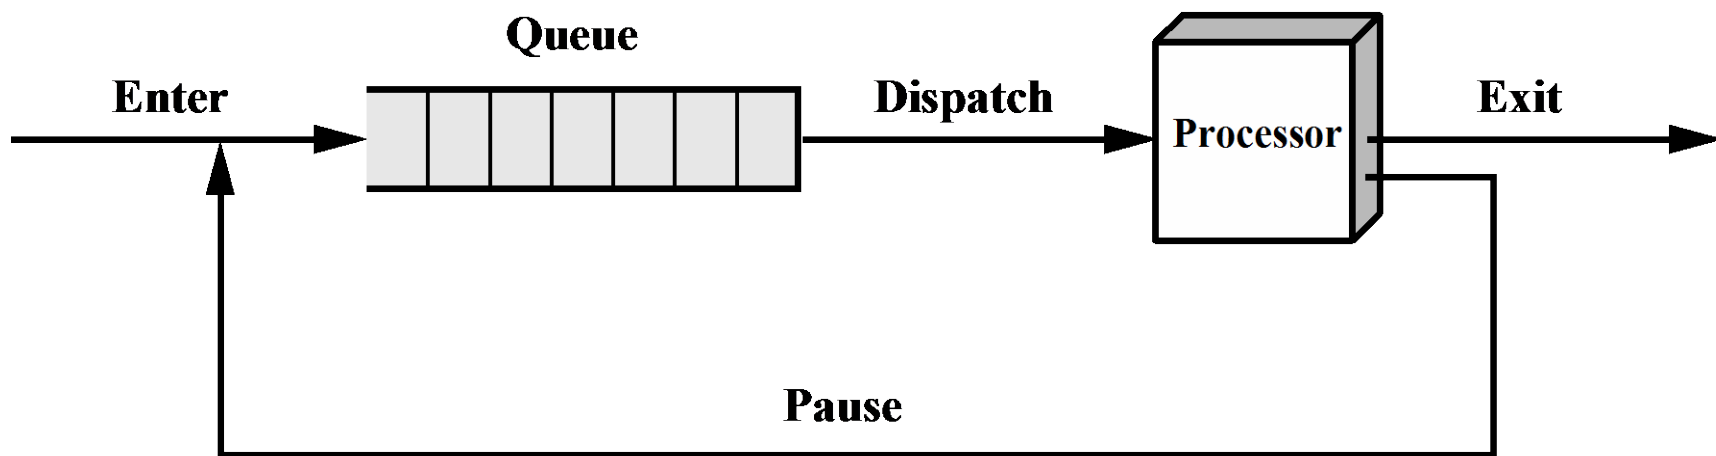 Queue
Enter
Dispatch
Processor
Exit
Pause